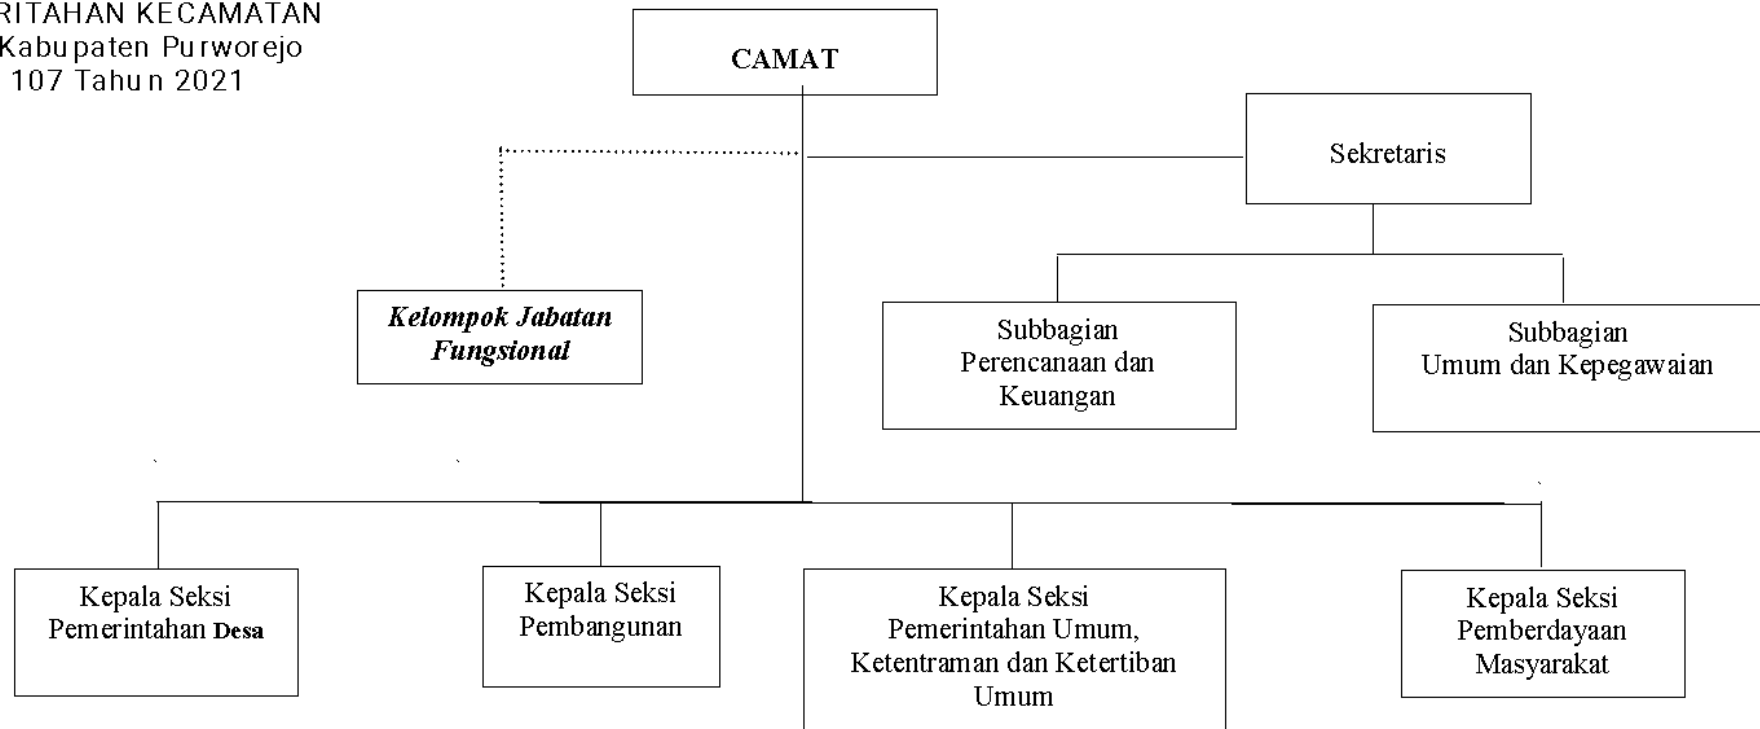 RITAHAN KECAMATAN
Kabupaten Purworejo
107 Tahun 2021
CAMAT
Sekretaris
Kelompok Jabatan
Fungsional
Subbagian
Perencanaan dan
Keuangan
Subbagian
Umum dan Kepegawaian
Kepala Seksi
Pemerintahan Desa
Kepala Seksi
Pembangunan
Kepala Seksi
Pemerintahan Umum,
Ketentraman dan Ketertiban
Umum
Kepala Seksi
Pemberdayaan
Masyarakat